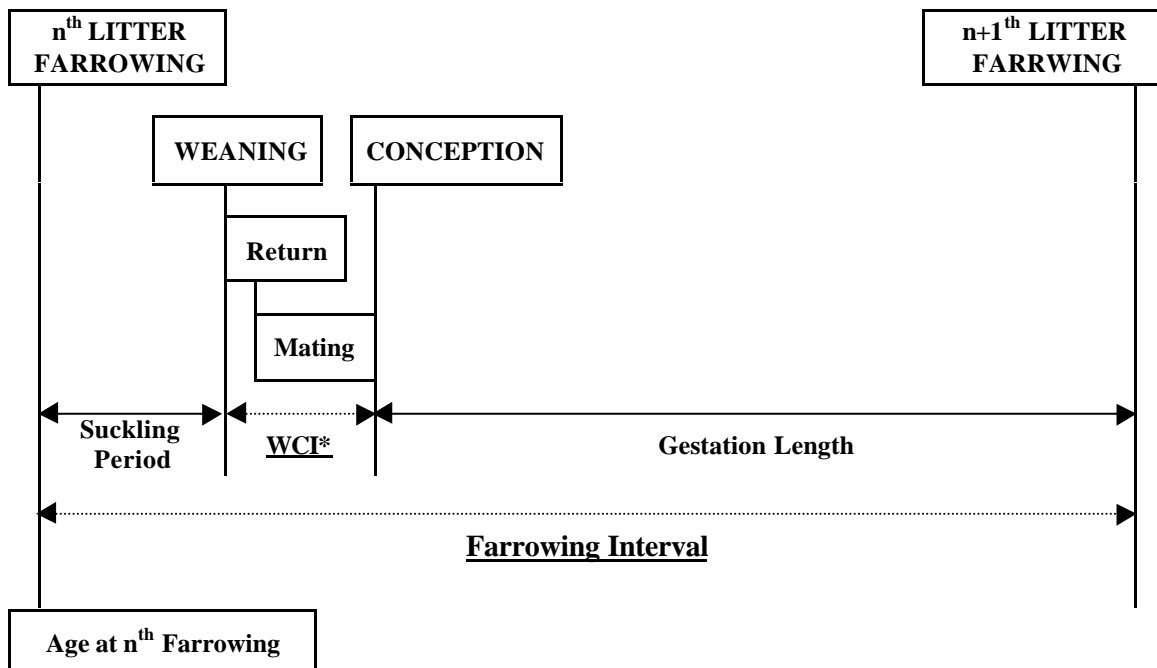 nth LITTER
FARROWING
n+1th LITTER
FARRWING
WEANING
CONCEPTION
Return
Mating
Suckling
Period
WCI*
Gestation Length
Farrowing Interval
Age at nth Farrowing